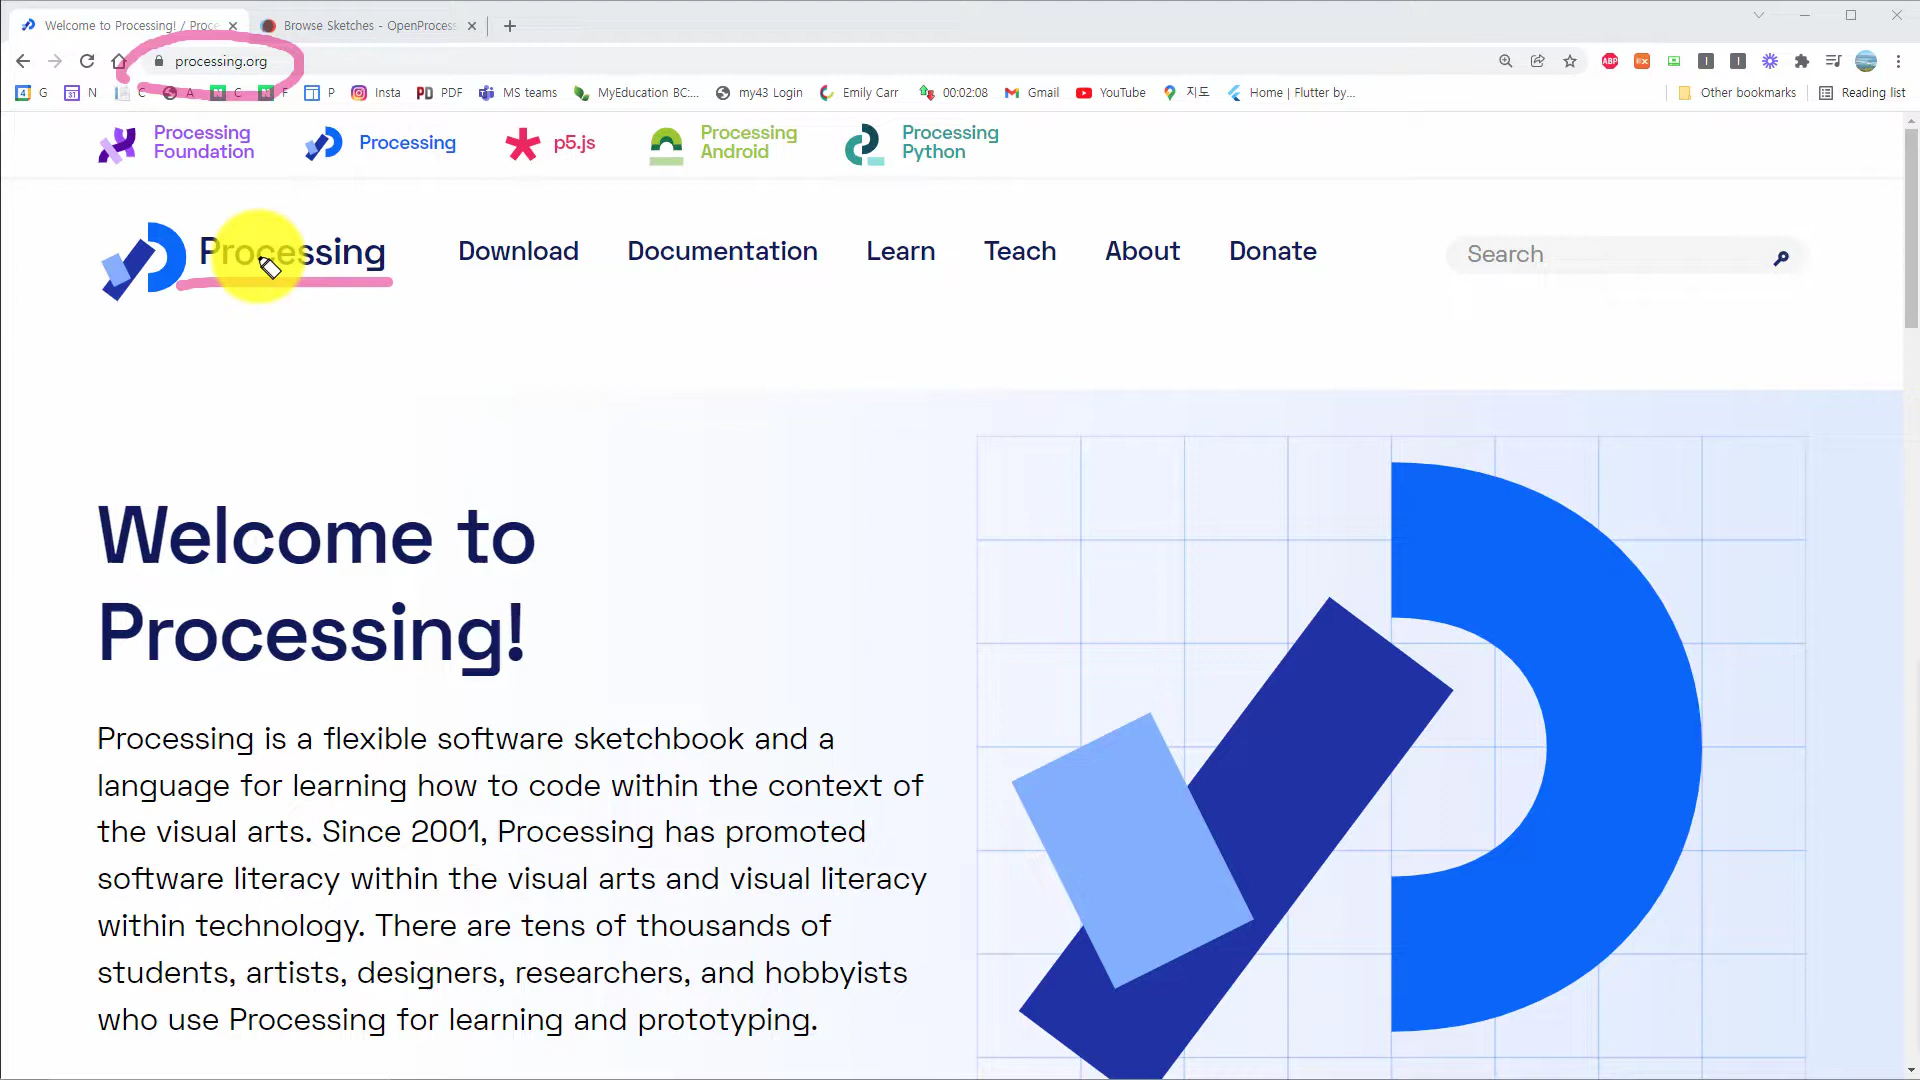 Welcome to Processing! / Proce
Browse Sketches - OpenProcess
processing.org
ABP
4 G
31 N
C
A
N C
N F
P
Insta
PD PDF
MS teams
MyEducation BC:...
my43 Login
Emily Carr
00:02:08
Gmail
YouTube
지도
Home | Flutter by...
Other bookmarks
Reading list
Processing
Foundation
Processing
p5.js
Processing
Android
Processing
Python
Processing
Download
Documentation
Learn
Teach
About
Donate
Search
Welcome to
Processing!
Processing is a flexible software sketchbook and a
language for learning how to code within the context of
the visual arts. Since 2001, Processing has promoted
software literacy within the visual arts and visual literacy
within technology. There are tens of thousands of
students, artists, designers, researchers, and hobbyists
who use Processing for learning and prototyping.